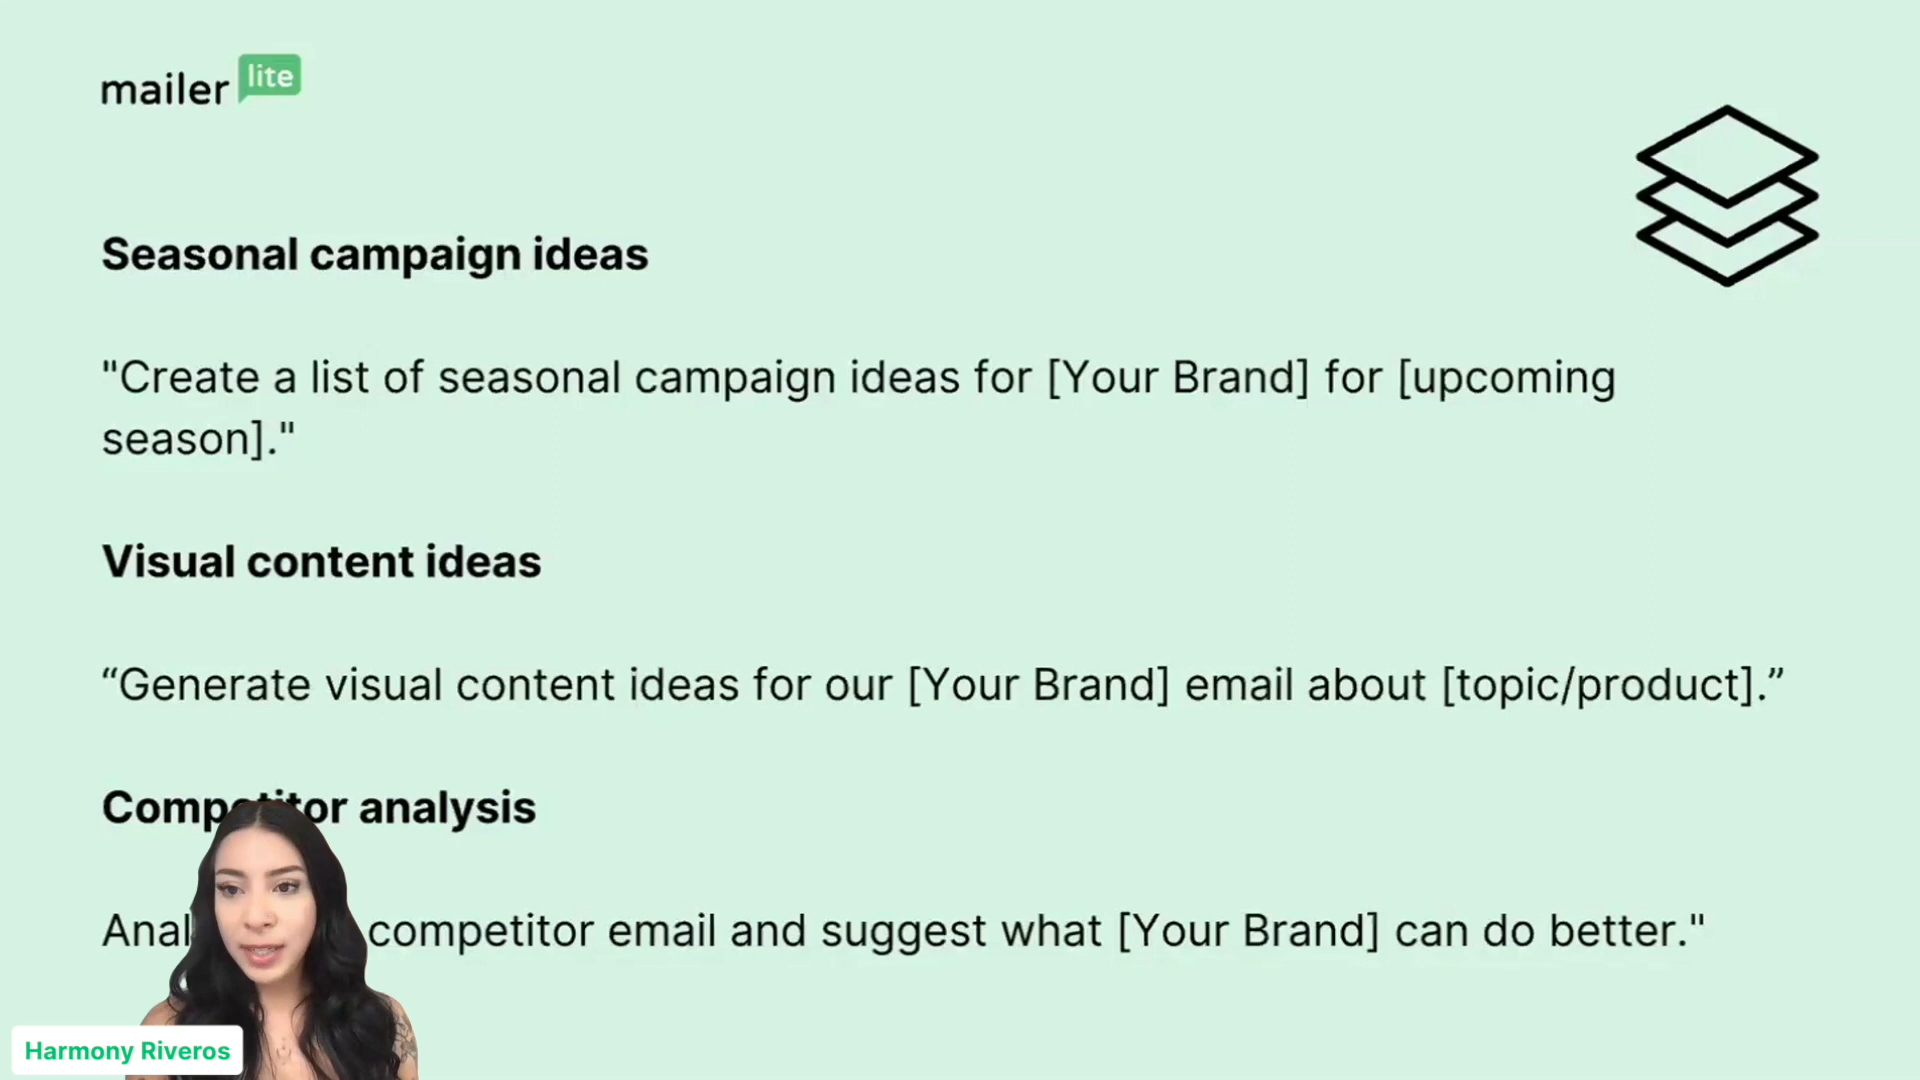 mailer lite
Seasonal campaign ideas
"Create a list of seasonal campaign ideas for [Your Brand] for [upcoming
season]."
Visual content ideas
“Generate visual content ideas for our [Your Brand] email about [topic/product].”
Competitor analysis
competitor email and suggest what [Your Brand] can do better."
Harmony Riveros